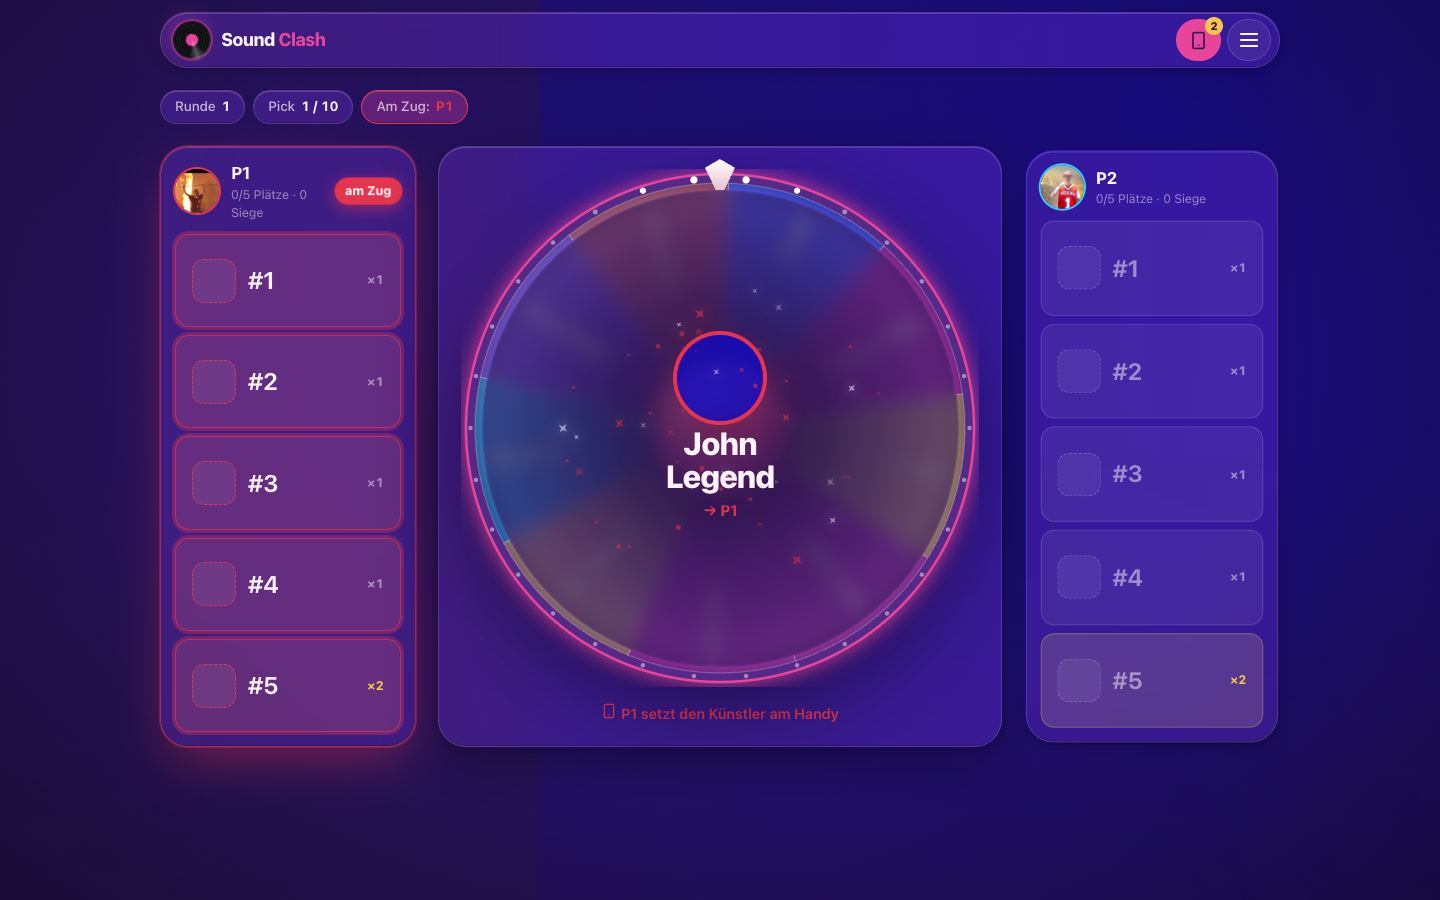 Sound Clash
2
Runde 1
Pick 1 / 10
Am Zug: P1
P1
0/5 Plätze · 0
Siege
am Zug
#1 ×1
#2 ×1
#3 ×1
#4 ×1
#5 ×2
John
Legend
→ P1
P1 setzt den Künstler am Handy
P2
0/5 Plätze · 0 Siege
#1 ×1
#2 ×1
#3 ×1
#4 ×1
#5 ×2